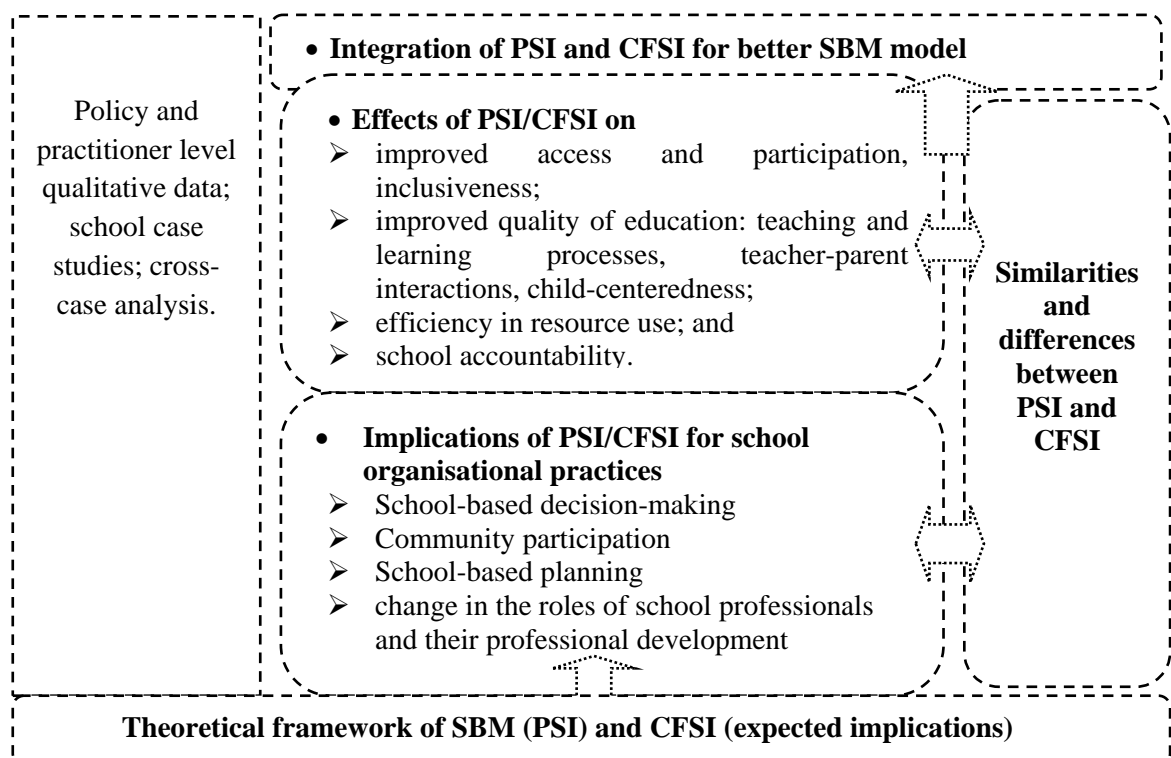 • Integration of PSI and CFSI for better SBM model
Policy and
practitioner level
qualitative data;
school case
studies; cross-
case analysis.
• Effects of PSI/CFSI on
➢ improved access and participation,
inclusiveness;
➢ improved quality of education: teaching and
learning processes, teacher-parent
interactions, child-centeredness;
➢ efficiency in resource use; and
➢ school accountability.
• Implications of PSI/CFSI for school
organisational practices
➢ School-based decision-making
➢ Community participation
➢ School-based planning
➢ change in the roles of school professionals
and their professional development
Similarities
and
differences
between
PSI and
CFSI
Theoretical framework of SBM (PSI) and CFSI (expected implications)